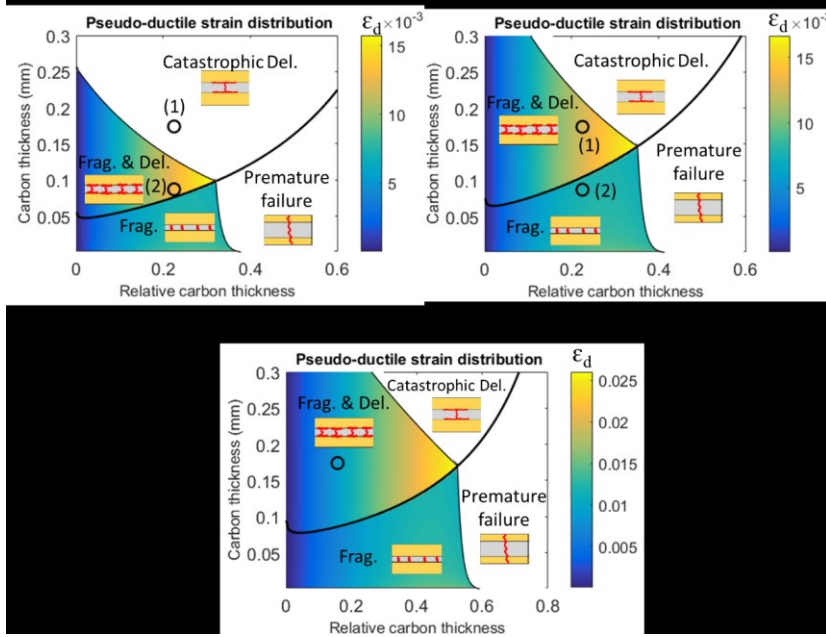 Pseudo-ductile strain distribution
εd ×10⁻³
Carbon thickness (mm)
0.3
0.25
0.2
0.15
0.1
0.05
Catastrophic Del.
(1)
Frag. & Del.
(2)
Premature
failure
Frag.
0 0.2 0.4 0.6
Relative carbon thickness
15
10
5
Pseudo-ductile strain distribution
εd ×10⁻³
Carbon thickness (mm)
0.3
0.25
0.2
0.15
0.1
0.05
Catastrophic Del.
Frag. & Del.
(1)
Premature
failure
(2)
Frag.
0 0.2 0.4 0.6
Relative carbon thickness
15
10
5
Pseudo-ductile strain distribution
εd
Carbon thickness (mm)
0.3
0.25
0.2
0.15
0.1
0.05
Frag. & Del.
Catastrophic Del.
Premature
failure
Frag.
0 0.2 0.4 0.6 0.8
Relative carbon thickness
0.025
0.02
0.015
0.01
0.005